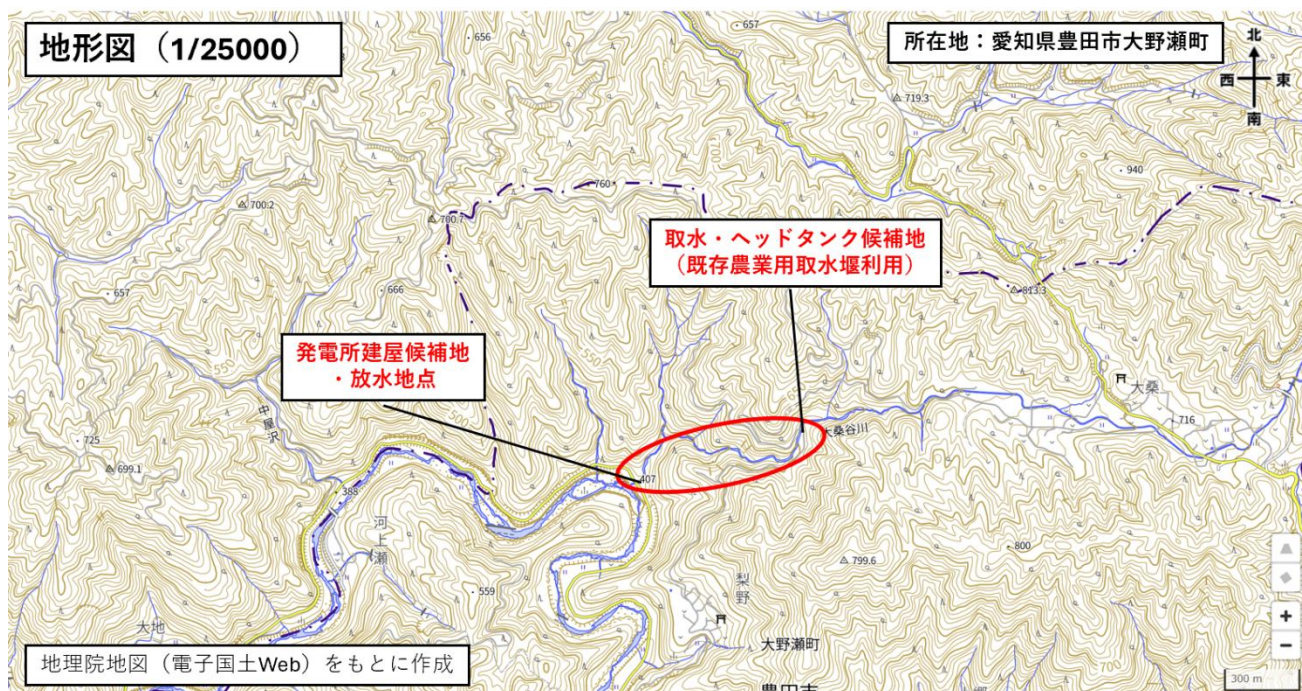 地形図（1/25000）
所在地：愛知県豊田市大野瀬町
北
西 東
南
657
656
719.3
700
940
760
700.2
700.7
取水・ヘッドタンク候補地
（既存農業用取水堰利用）
657
666
813.3
発電所建屋候補地
・放水地点
550
550
500
大桑
716
中屋沢
大桑谷川
725
699.1
407
388
河上瀬
800
799.6
559
梨野
大地
大野瀬町
700
地理院地図（電子国土Web）をもとに作成
豊田市
300 m